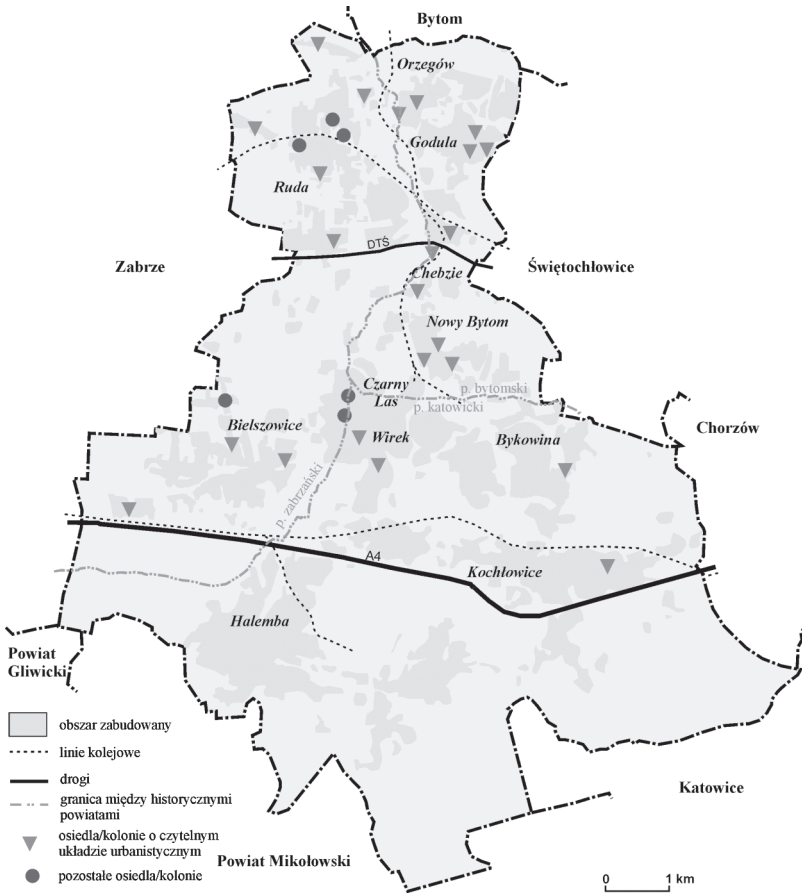 Bytom
Orzegów
Goduła
Ruda
DTŚ
Zabrze
Świętochłowice
Chebzie
Nowy Bytom
Czarny
Las
p. bytomski
p. katowicki
Chorzów
Bielszowice
Wirek
Bykowina
p. zabrzański
A4
Kochłowice
Halemba
Powiat
Gliwicki
obszar zabudowany
linie kolejowe
drogi
granica między historycznymi
powiatami
osiedla/kolonie o czytelnym
układzie urbanistycznym
pozostałe osiedla/kolonie
Powiat Mikołowski
Katowice
0 1 km